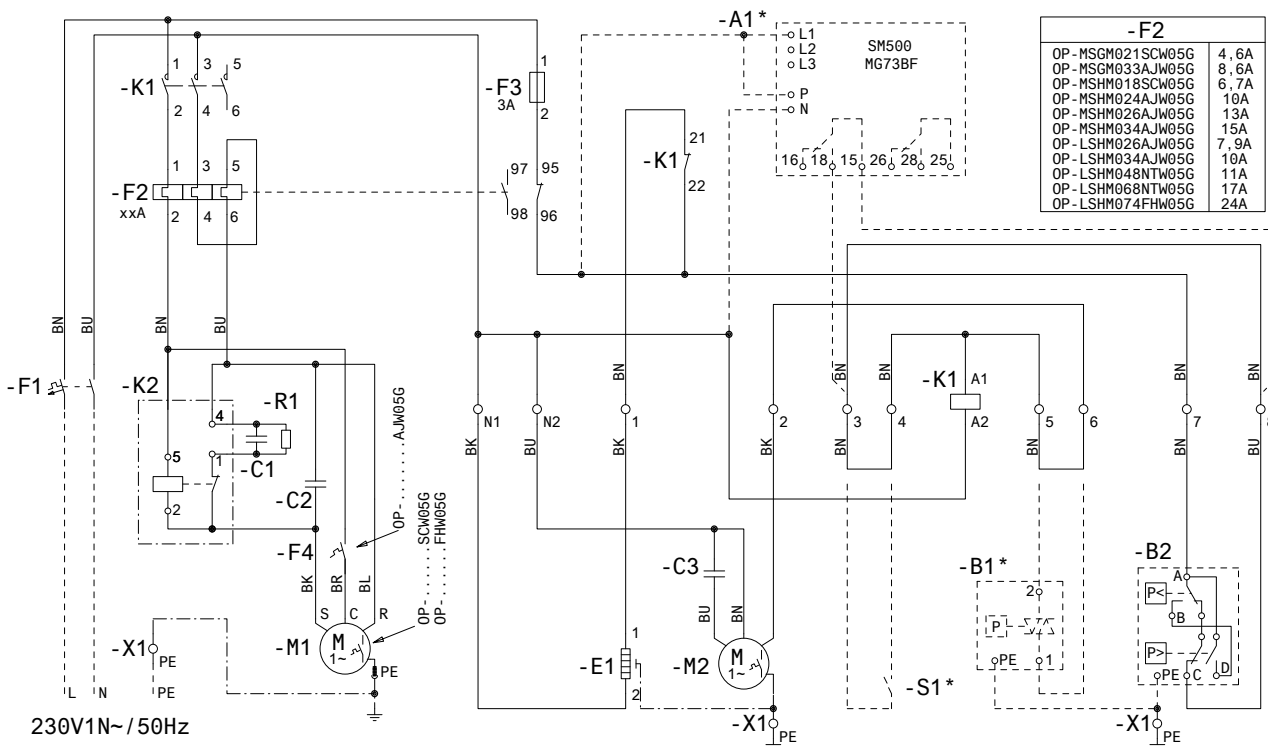 -A1*
L1
L2
L3
P
N
SM500
MG73BF
16 18 15 26 28 25
-F2
OP-MSGM021SCW05G 4,6A
OP-MSGM033AJW05G 8,6A
OP-MSHM018SCW05G 6,7A
OP-MSHM024AJW05G 10A
OP-MSHM026AJW05G 13A
OP-MSHM034AJW05G 15A
OP-LSHM026AJW05G 7,9A
OP-LSHM034AJW05G 10A
OP-LSHM048NTW05G 11A
OP-LSHM068NTW05G 17A
OP-LSHM074FHW05G 24A
-K1
1 3 5
2 4 6
-F3
3A
1
2
-K1
21
22
-F2
xxA
1 3 5
2 4 6
97 95
98 96
BN BU BN BU BU BN BN BN BN BN
-F1
-K2
4
5
1
2
-R1
-C1
-C2
-F4
OP-.......AJW05G
OP-.......SCW05G
OP-.......FHW05G
N1 N2 1 2 3 4 5 6 7 8
-K1
A1
A2
BK BU BK BK BN BU
BK BR BL
S C R
-M1
M
1~
PE
-X1
PE
L N PE
230V1N~/50Hz
-E1
1
2
-C3
BU BN
-M2
M
1~
-X1
PE
-S1*
-B1*
2
P
PE 1
-B2
A
P<
B
P>
PE C D
-X1
PE